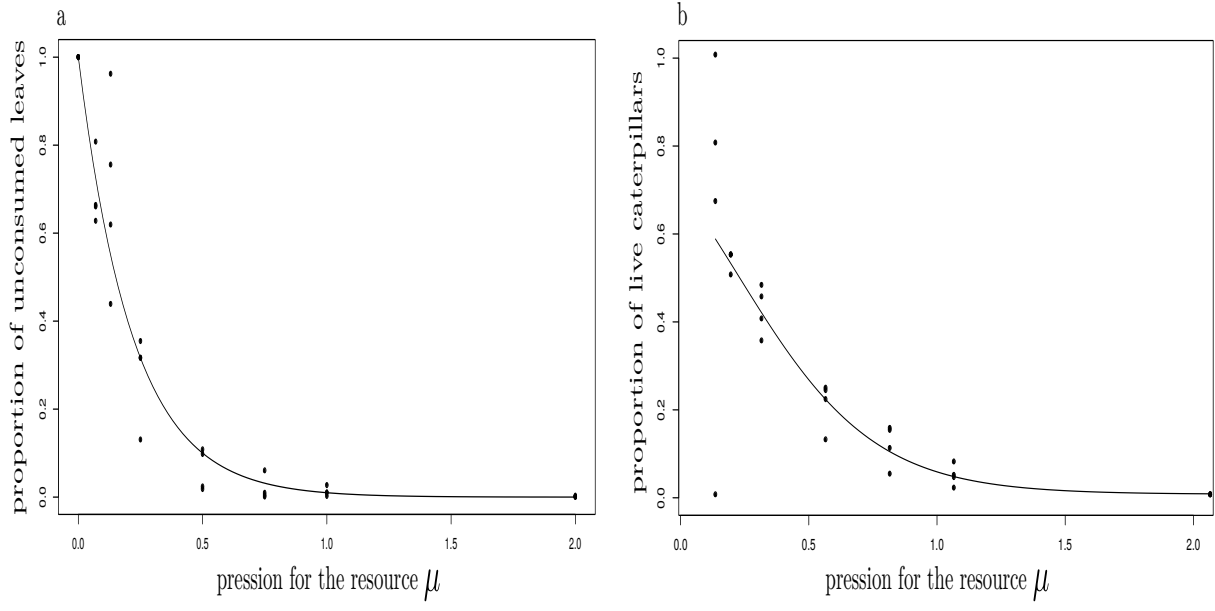 a
proportion of unconsumed leaves
1.0
0.8
0.6
0.4
0.2
0.0
0.0 0.5 1.0 1.5 2.0
pression for the resource μ
b
proportion of live caterpillars
1.0
0.8
0.6
0.4
0.2
0.0
0.0 0.5 1.0 1.5 2.0
pression for the resource μ